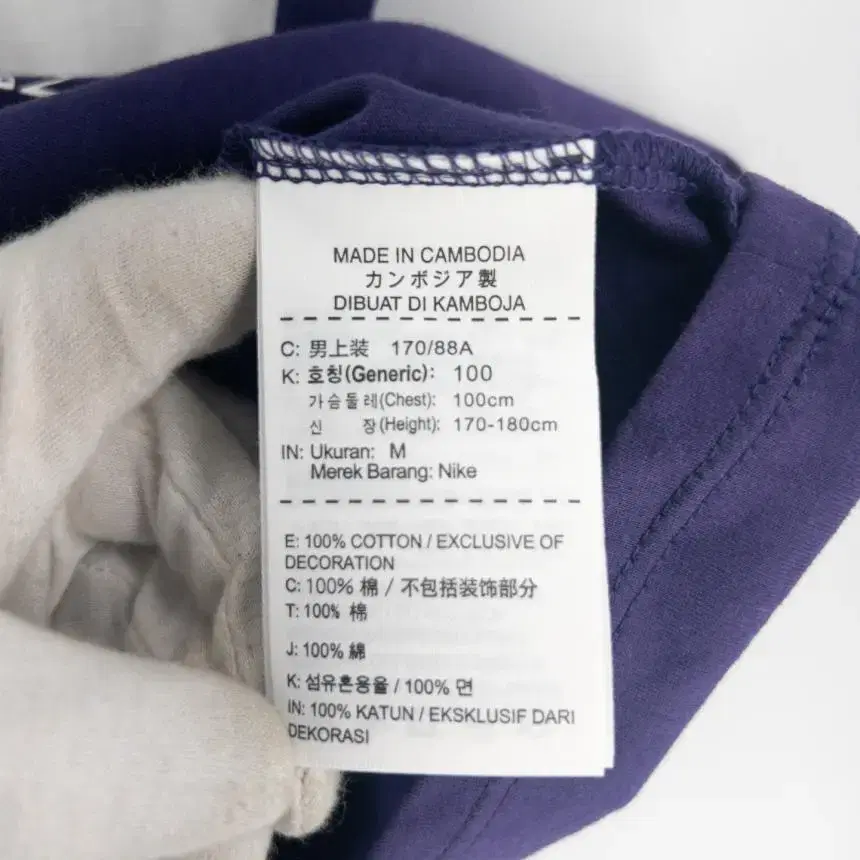 MADE IN CAMBODIA
カンボジア製
DIBUAT DI KAMBOJA
C: 男上装 170/88A
K: 호칭(Generic): 100
가슴둘레(Chest): 100cm
신 장(Height): 170-180cm
IN: Ukuran: M
Merek Barang: Nike
E: 100% COTTON / EXCLUSIVE OF
DECORATION
C: 100% 棉 / 不包括装饰部分
T: 100% 棉
J: 100% 綿
K: 섬유혼용율 / 100% 면
IN: 100% KATUN / EKSKLUSIF DARI
DEKORASI